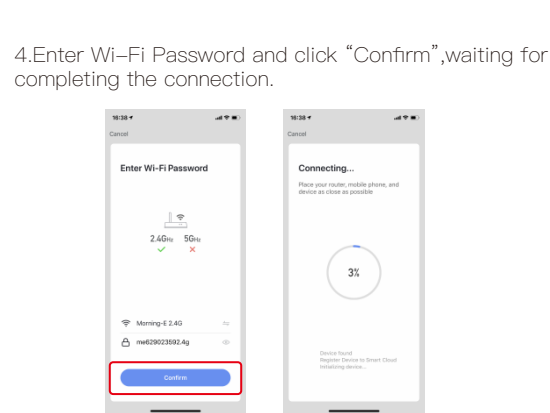 4.Enter Wi-Fi Password and click “Confirm”,waiting for
completing the connection.
16:38
Cancel
Enter Wi-Fi Password
2.4GHz 5GHz
Morning-E 2.4G
me629023592.4g
Confirm
16:38
Cancel
Connecting...
Place your router, mobile phone, and
device as close as possible
3%
Device found
Register Device to Smart Cloud
Initializing device...